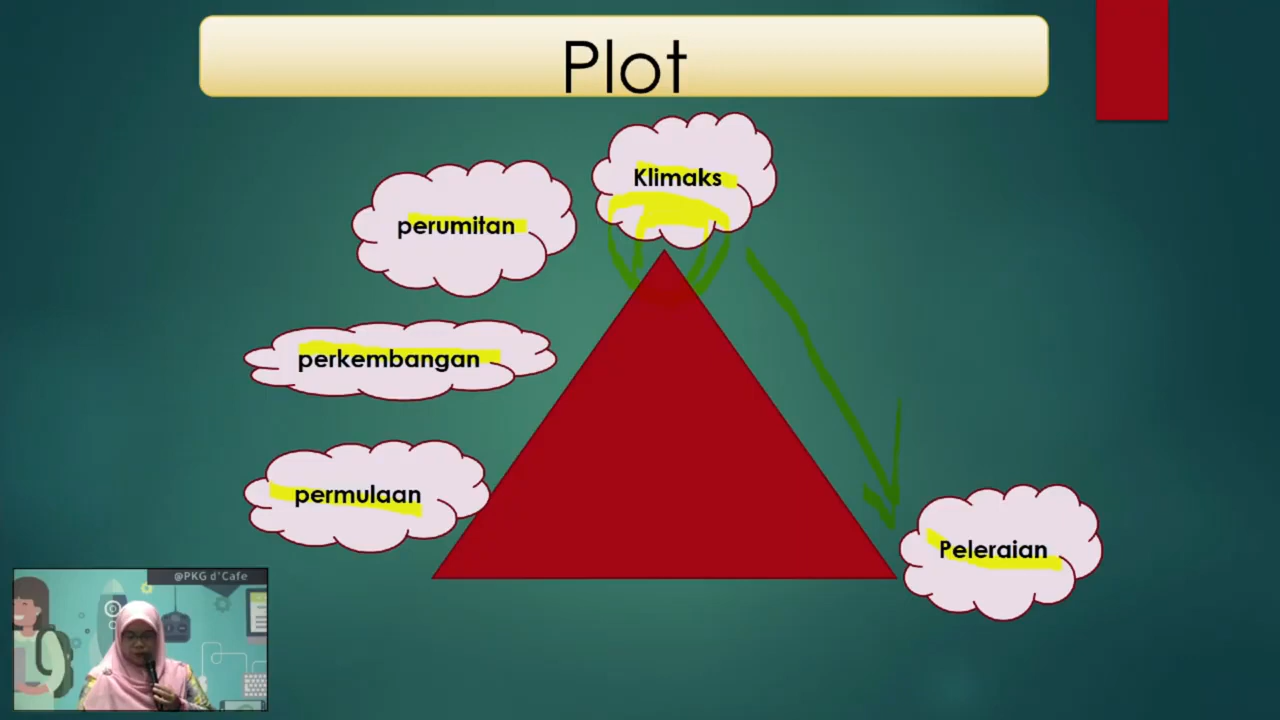 Plot
Klimaks
perumitan
perkembangan
permulaan
Peleraian
@PKG d'Cafe